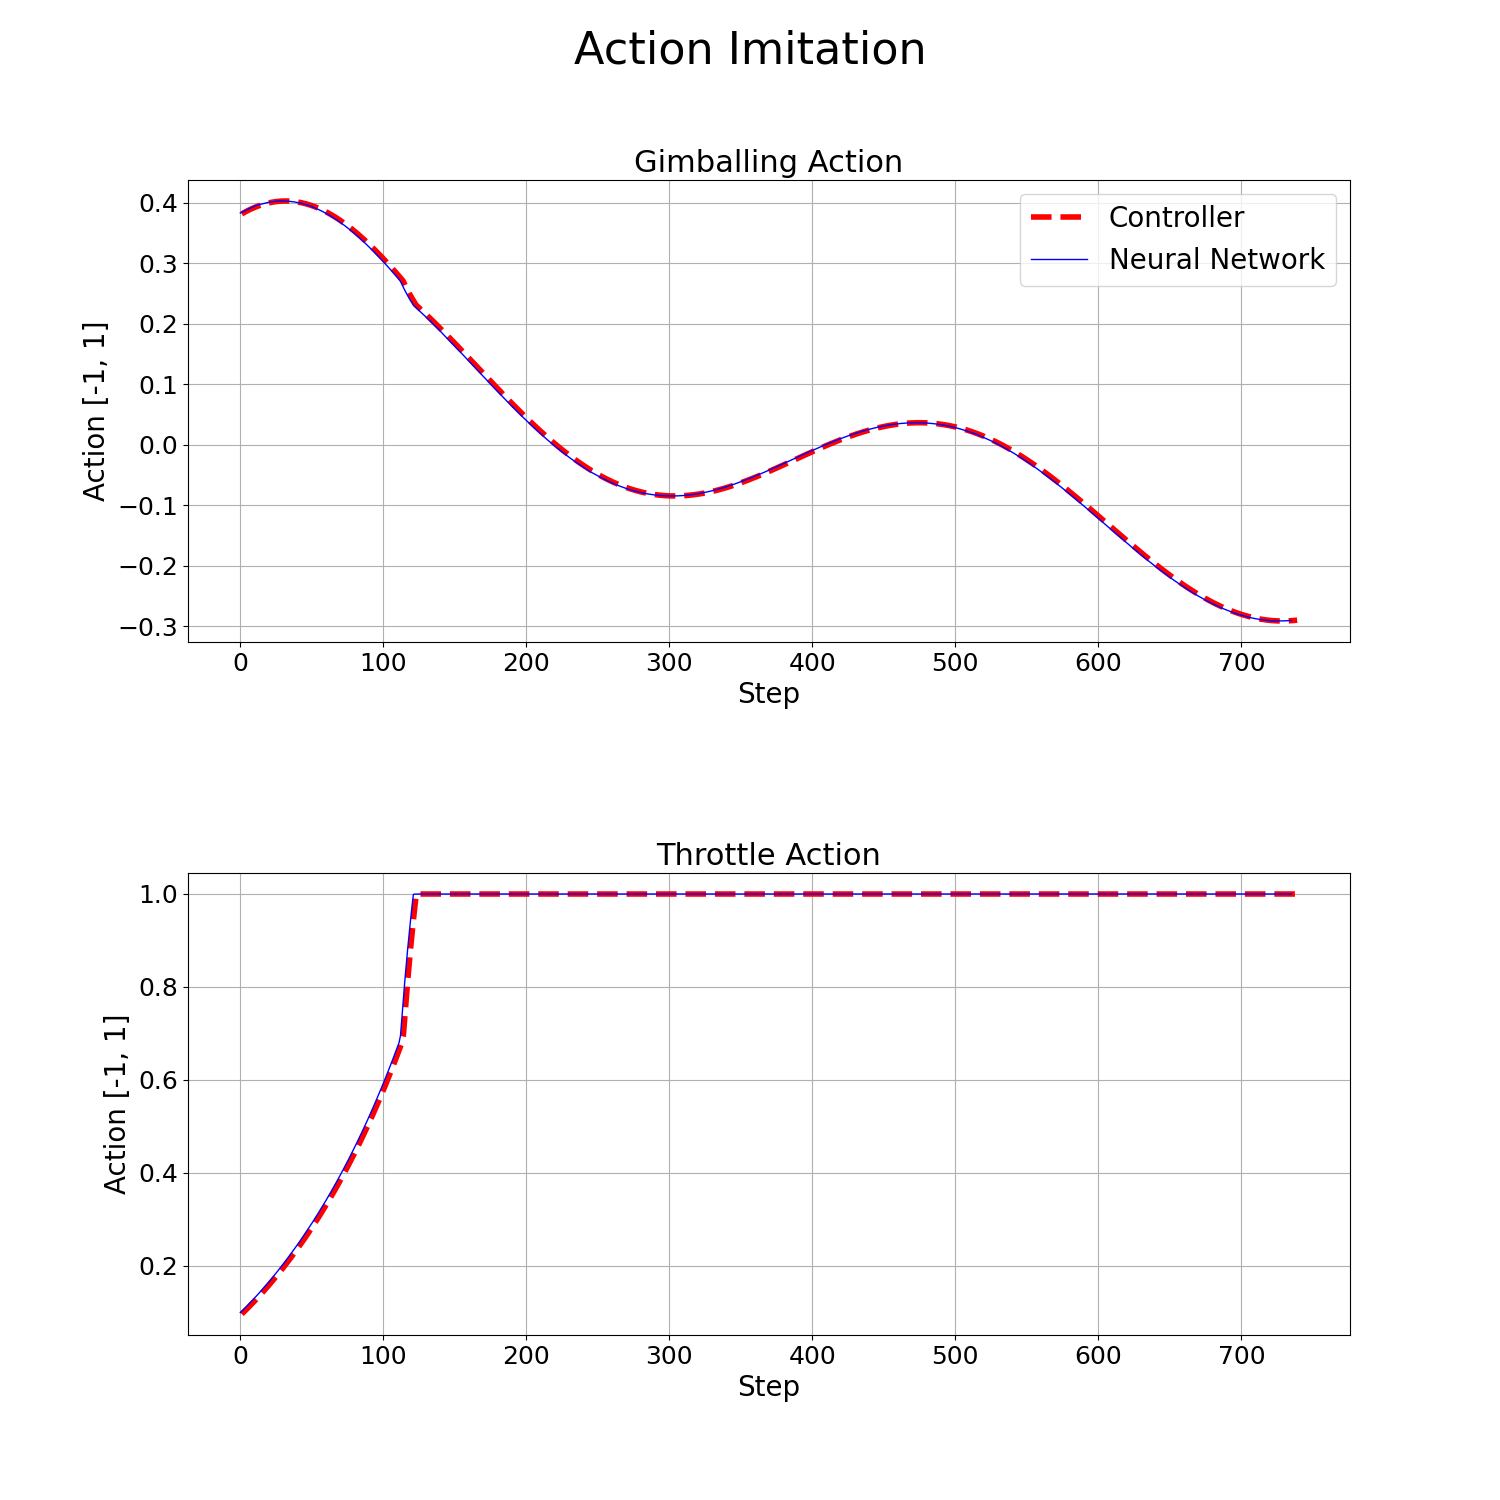 Action Imitation
Gimballing Action
Controller
Neural Network
Action [-1, 1]
0.4
0.3
0.2
0.1
0.0
−0.1
−0.2
−0.3
0 100 200 300 400 500 600 700
Step
Throttle Action
Action [-1, 1]
1.0
0.8
0.6
0.4
0.2
0 100 200 300 400 500 600 700
Step